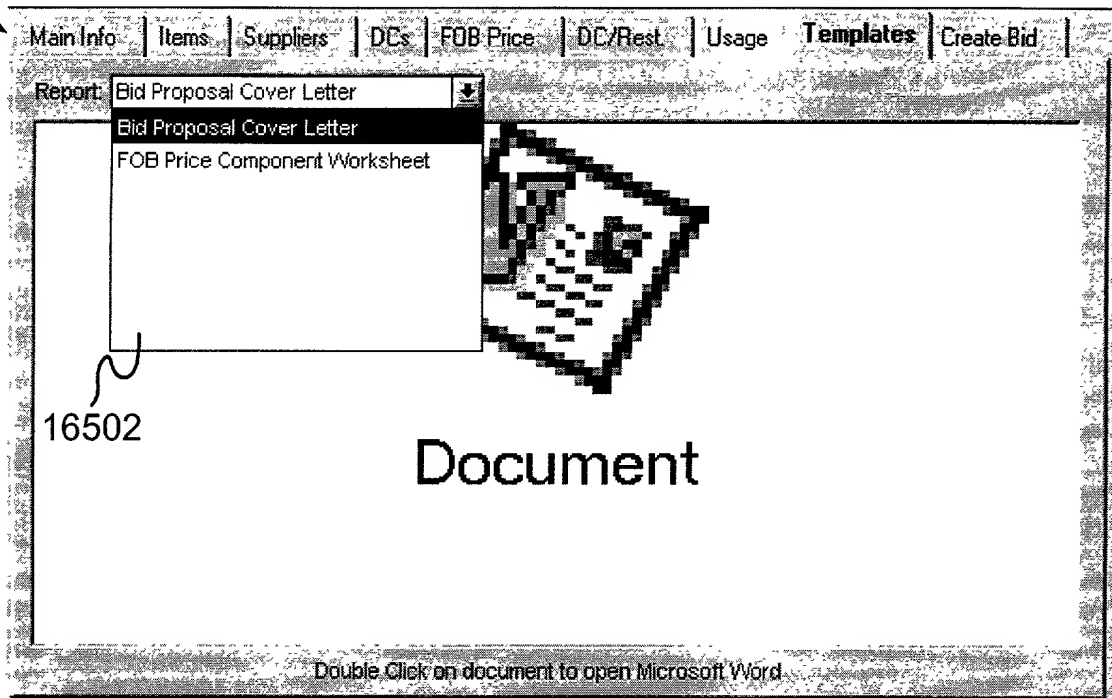 Main Info Items Suppliers DCs FOB Price DC/Rest. Usage Templates Create Bid
Report: Bid Proposal Cover Letter
Bid Proposal Cover Letter
FOB Price Component Worksheet
16502
Document
Double Click on document to open Microsoft Word